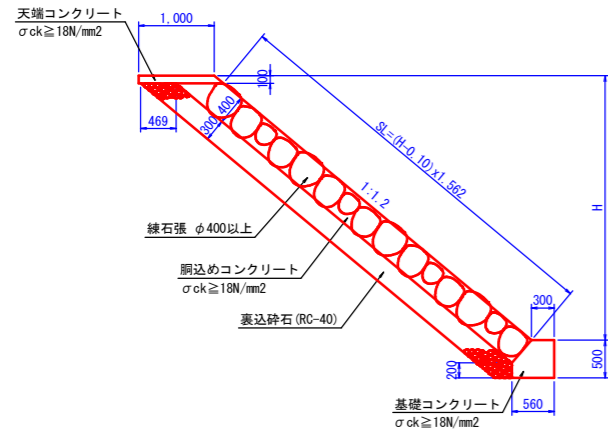 天端コンクリート
σck≧18N/mm2
1,000
100
469
300
400
SL=(H-0.10)x1.562
1:1.2
H
練石張 φ400以上
胴込めコンクリート
σck≧18N/mm2
裏込砕石(RC-40)
300
200
500
560
基礎コンクリート
σck≧18N/mm2